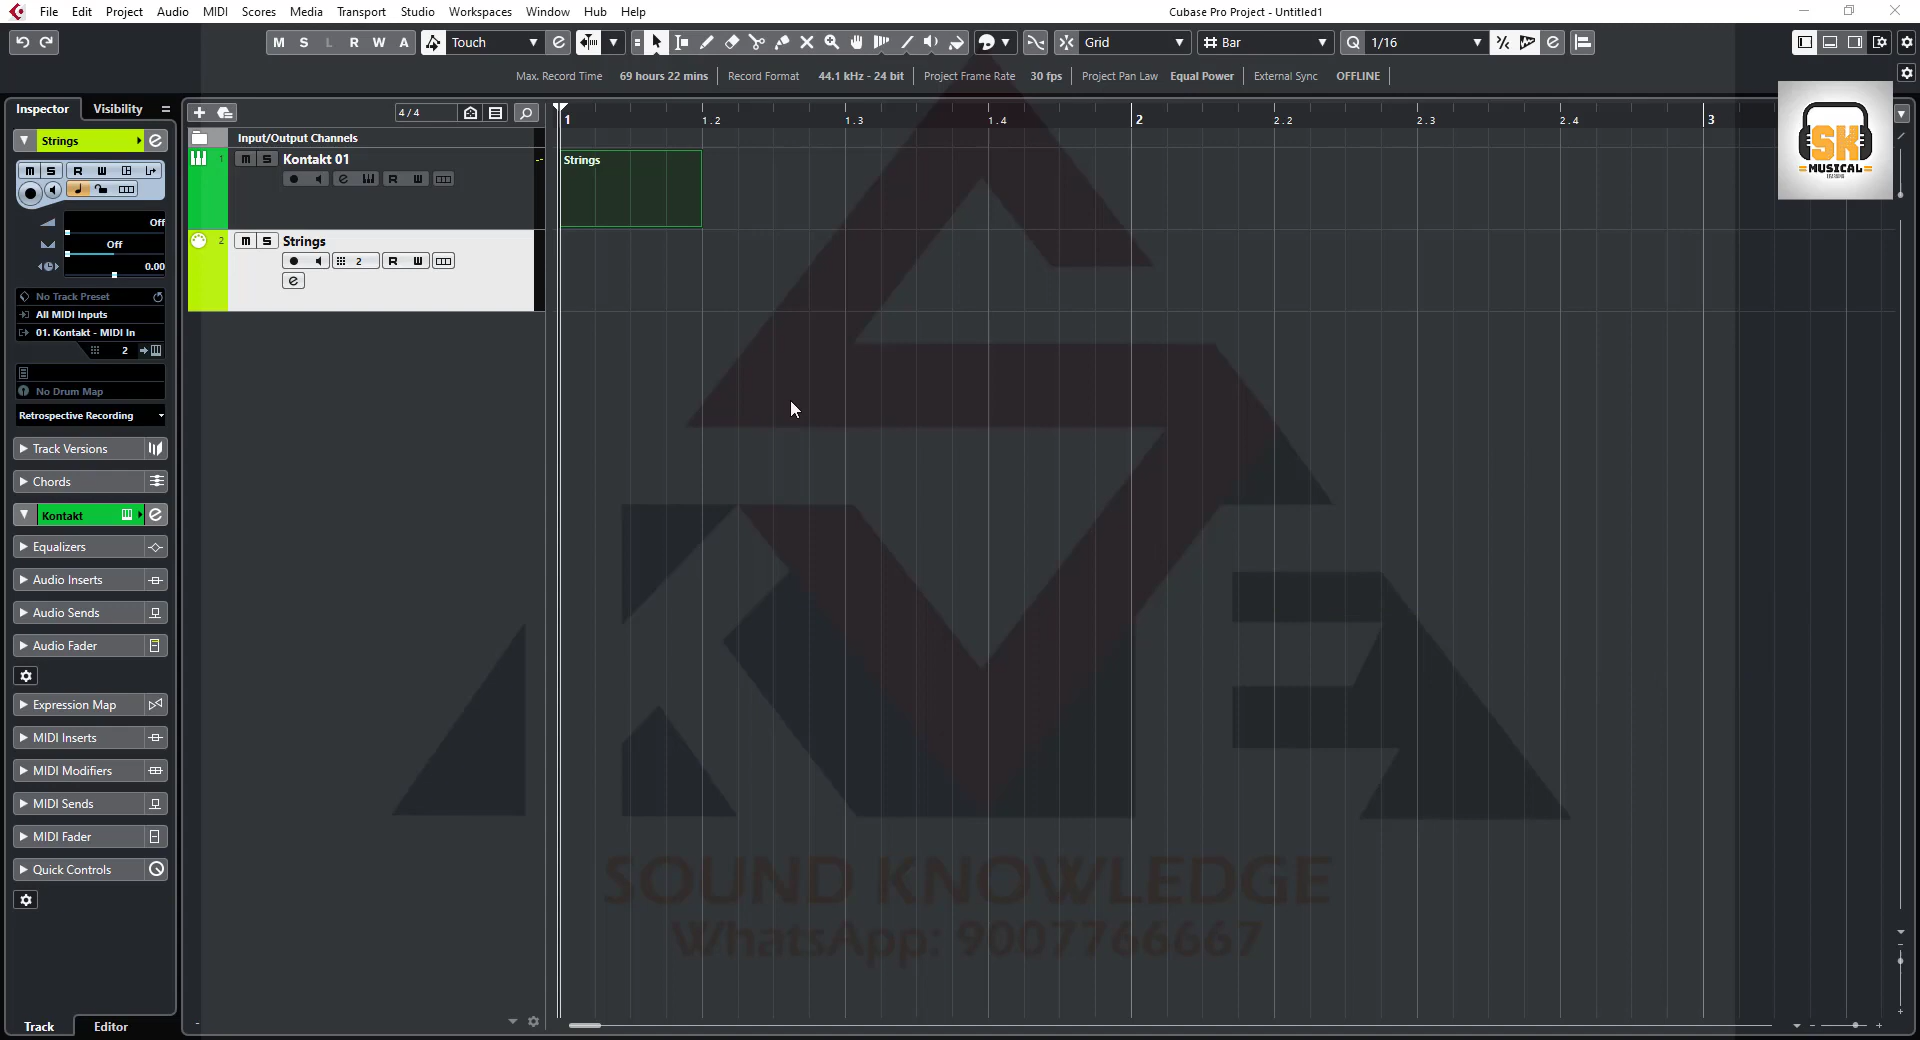 File Edit Project Audio MIDI Scores Media Transport Studio Workspaces Window Hub Help
Cubase Pro Project - Untitled1
M S L R W A Touch
Grid
Bar
Q 1/16
Max. Record Time 69 hours 22 mins Record Format 44.1 kHz - 24 bit Project Frame Rate 30 fps Project Pan Law Equal Power External Sync OFFLINE
Inspector Visibility
4/4
1 1.2 1.3 1.4 2 2.2 2.3 2.4 3
SK
MUSICAL
Strings
M S R W
Off
Off
0.00
No Track Preset
All MIDI Inputs
01. Kontakt - MIDI In
2
No Drum Map
Retrospective Recording
Track Versions
Chords
Kontakt
Equalizers
Audio Inserts
Audio Sends
Audio Fader
Expression Map
MIDI Inserts
MIDI Modifiers
MIDI Sends
MIDI Fader
Quick Controls
Track Editor
Input/Output Channels
1 M S Kontakt 01
R W
2 M S Strings
2 R W
Strings
SOUND KNOWLEDGE
WhatsApp: 9007766667